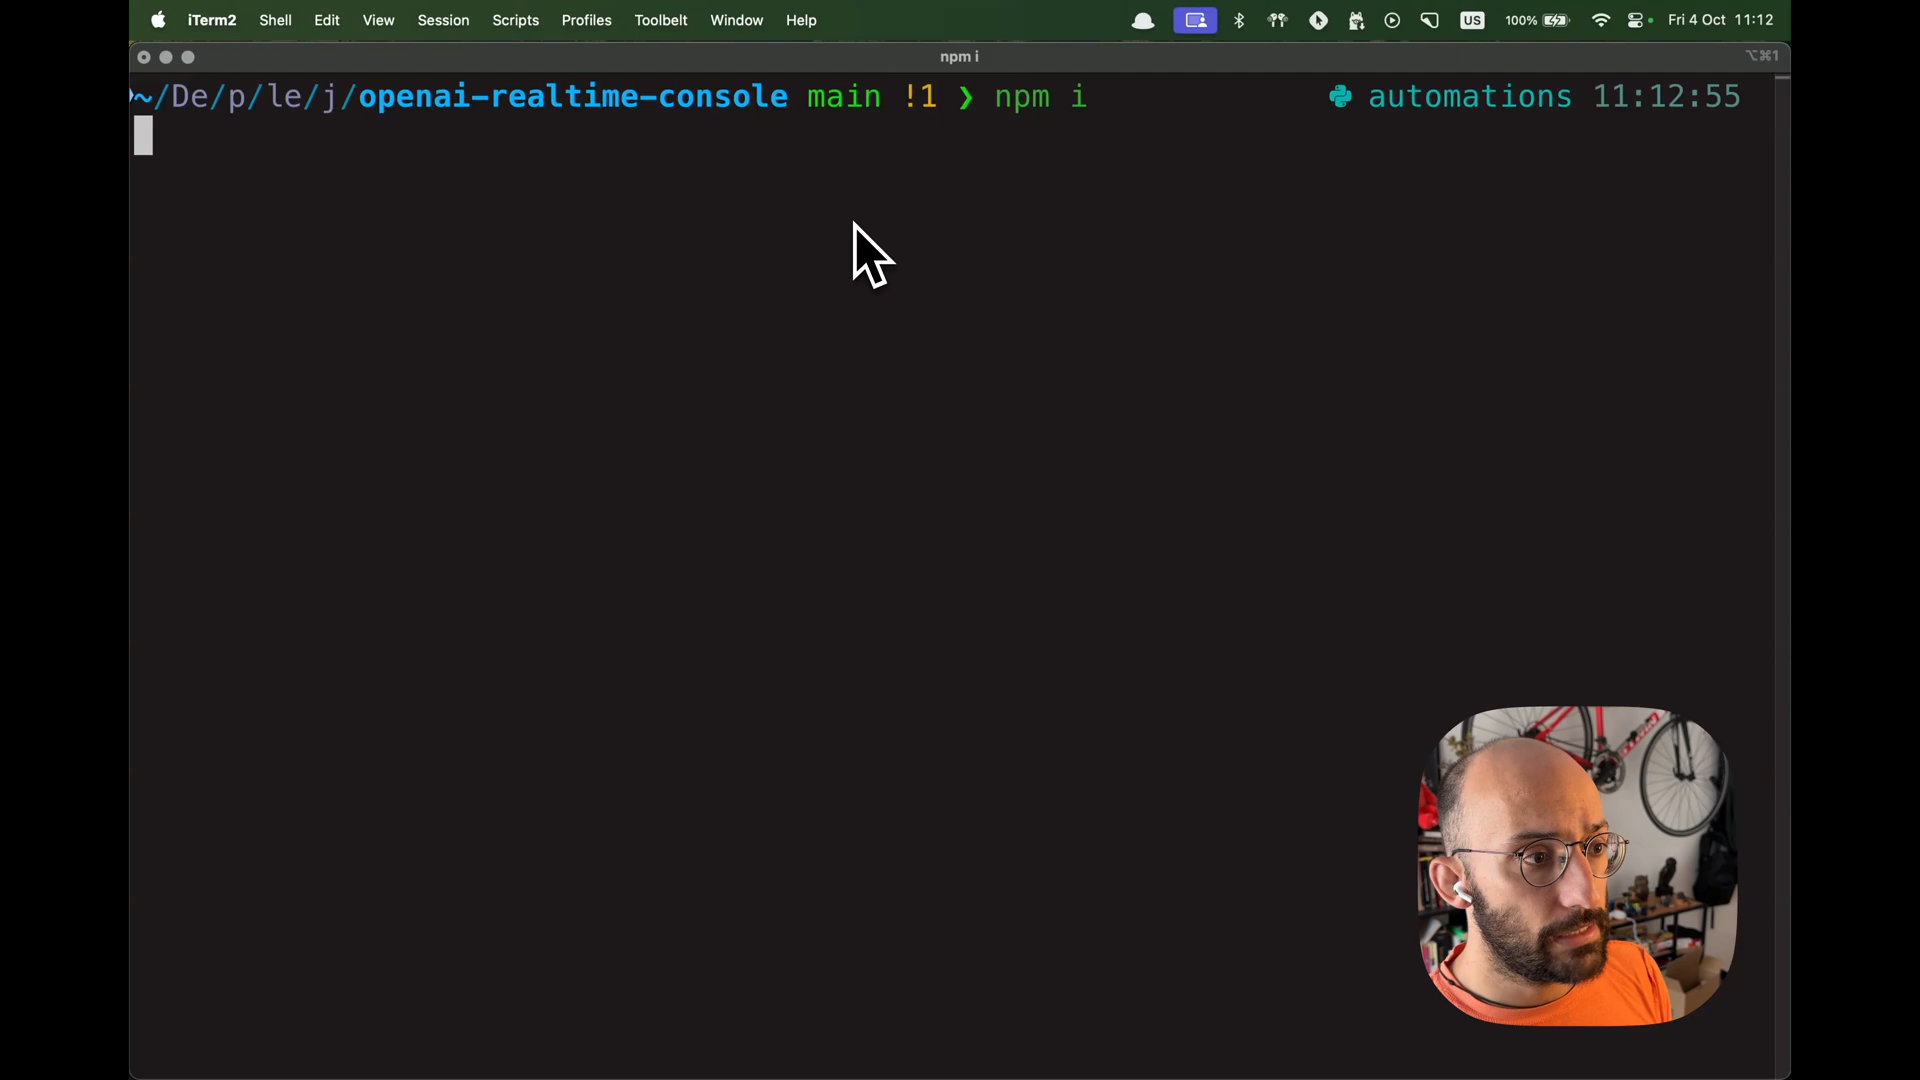 iTerm2 Shell Edit View Session Scripts Profiles Toolbelt Window Help US 100% Fri 4 Oct 11:12
npm i ⌥⌘1
~/De/p/le/j/openai-realtime-console main !1 ❯ npm i automations 11:12:55